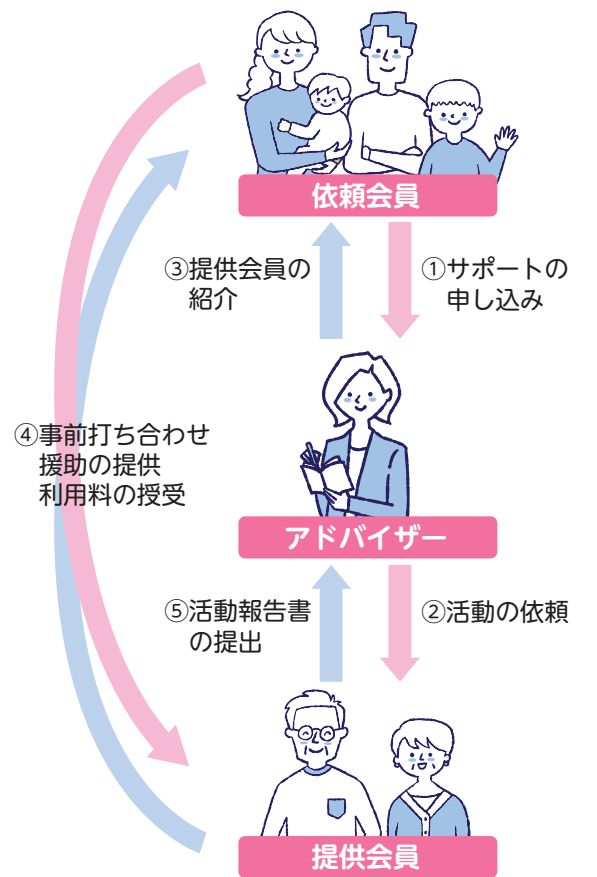 依頼会員
③提供会員の
紹介
①サポートの
申し込み
④事前打ち合わせ
援助の提供
利用料の授受
アドバイザー
⑤活動報告書
の提出
②活動の依頼
提供会員